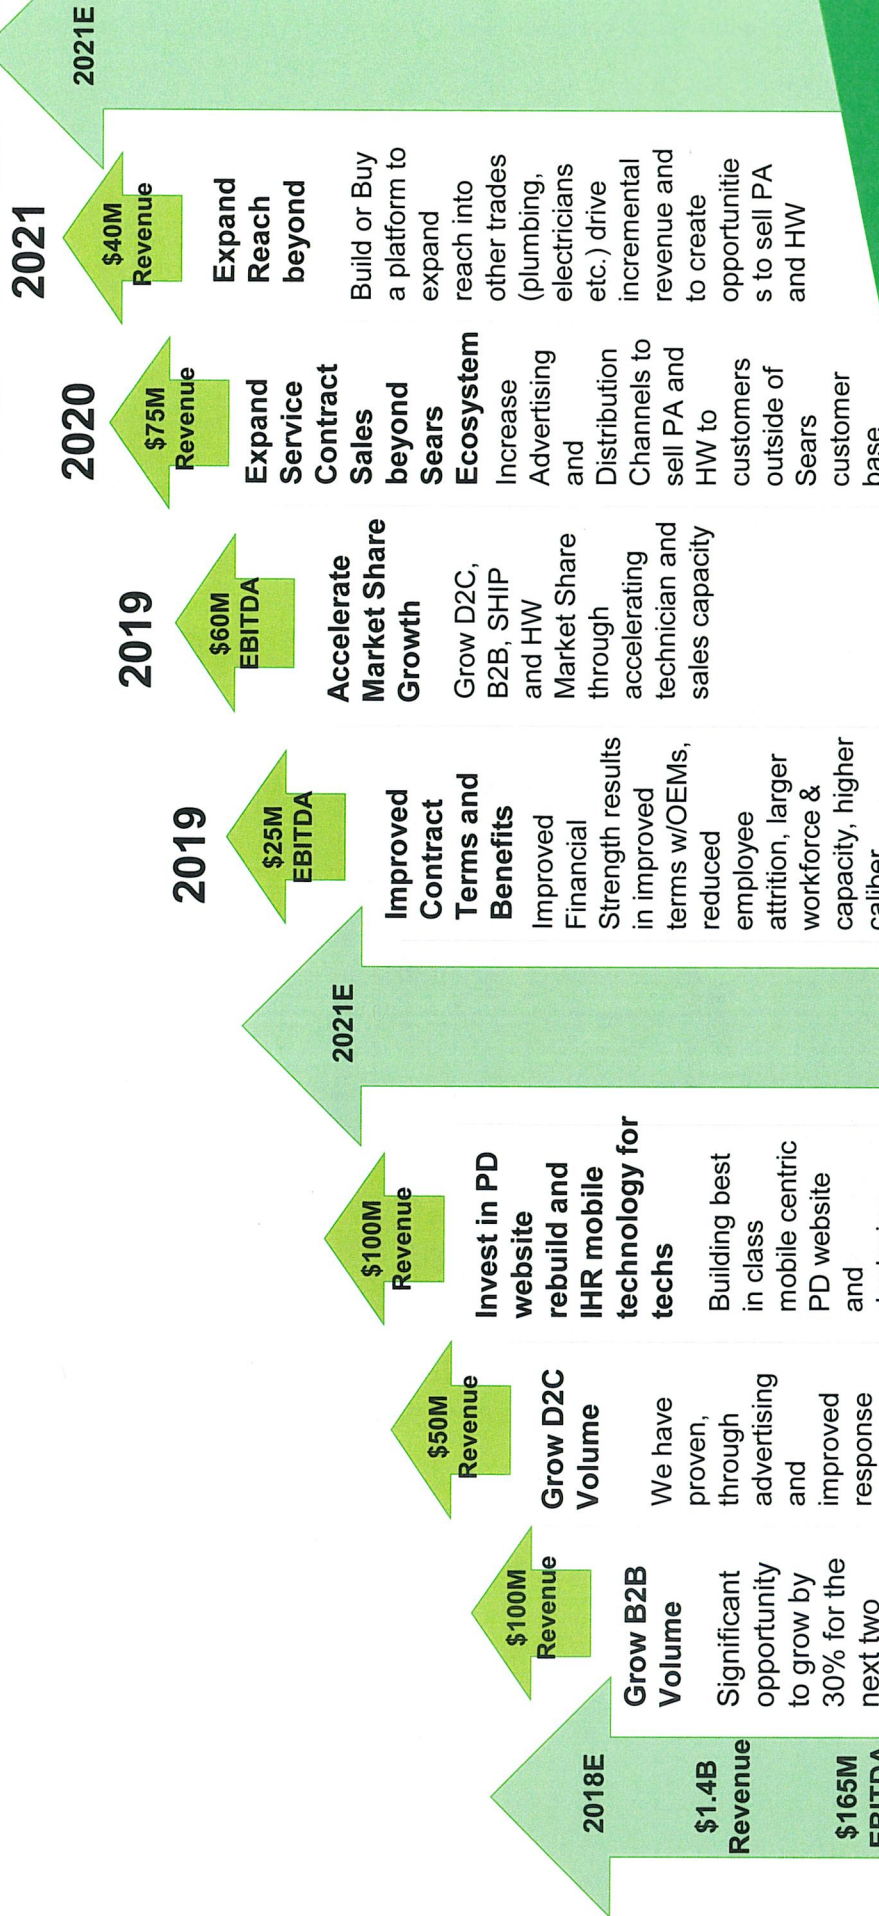 2018E
$1.4B
Revenue
$165M
EBITDA
$100M
Revenue
Grow B2B
Volume
Significant
opportunity
to grow by
30% for the
next two
$50M
Revenue
Grow D2C
Volume
We have
proven,
through
advertising
and
improved
response
$100M
Revenue
Invest in PD
website
rebuild and
IHR mobile
technology for
techs
Building best
in class
mobile centric
PD website
and
2021E
2019
$25M
EBITDA
Improved
Contract
Terms and
Benefits
Improved
Financial
Strength results
in improved
terms w/OEMs,
reduced
employee
attrition, larger
workforce &
capacity, higher
caliber
2019
$60M
EBITDA
Accelerate
Market Share
Growth
Grow D2C,
B2B, SHIP
and HW
Market Share
through
accelerating
technician and
sales capacity
2020
$75M
Revenue
Expand
Service
Contract
Sales
beyond
Sears
Ecosystem
Increase
Advertising
and
Distribution
Channels to
sell PA and
HW to
customers
outside of
Sears
customer
base
2021
$40M
Revenue
Expand
Reach
beyond
Build or Buy
a platform to
expand
reach into
other trades
(plumbing,
electricians
etc.) drive
incremental
revenue and
to create
opportunitie
s to sell PA
and HW
2021E